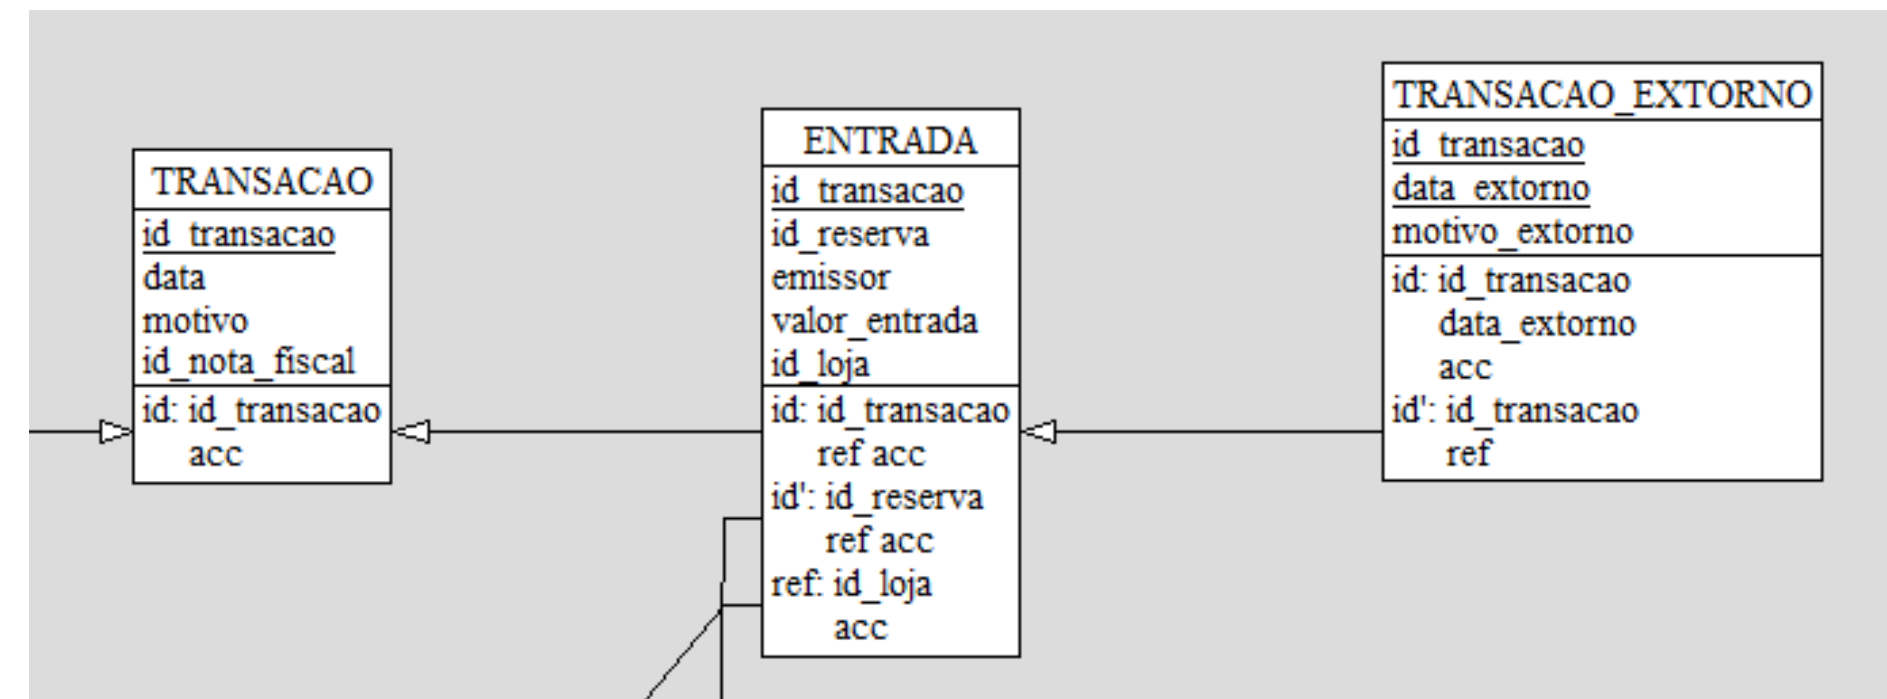 TRANSACAO
id_transacao
data
motivo
id_nota_fiscal
id: id_transacao
acc
ENTRADA
id_transacao
id_reserva
emissor
valor_entrada
id_loja
id: id_transacao
ref acc
id': id_reserva
ref acc
ref: id_loja
acc
TRANSACAO_EXTORNO
id_transacao
data_extorno
motivo_extorno
id: id_transacao
data_extorno
acc
id': id_transacao
ref